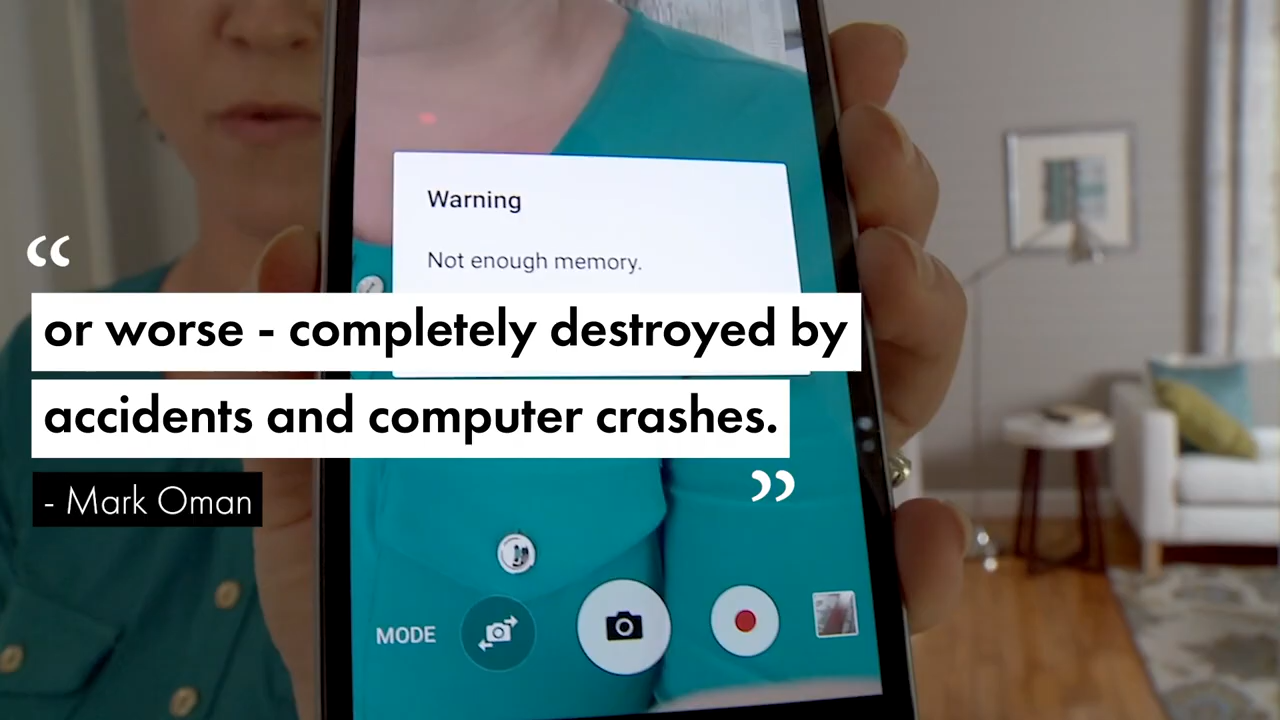 Warning
Not enough memory.
“
or worse - completely destroyed by
accidents and computer crashes.
”
- Mark Oman
MODE